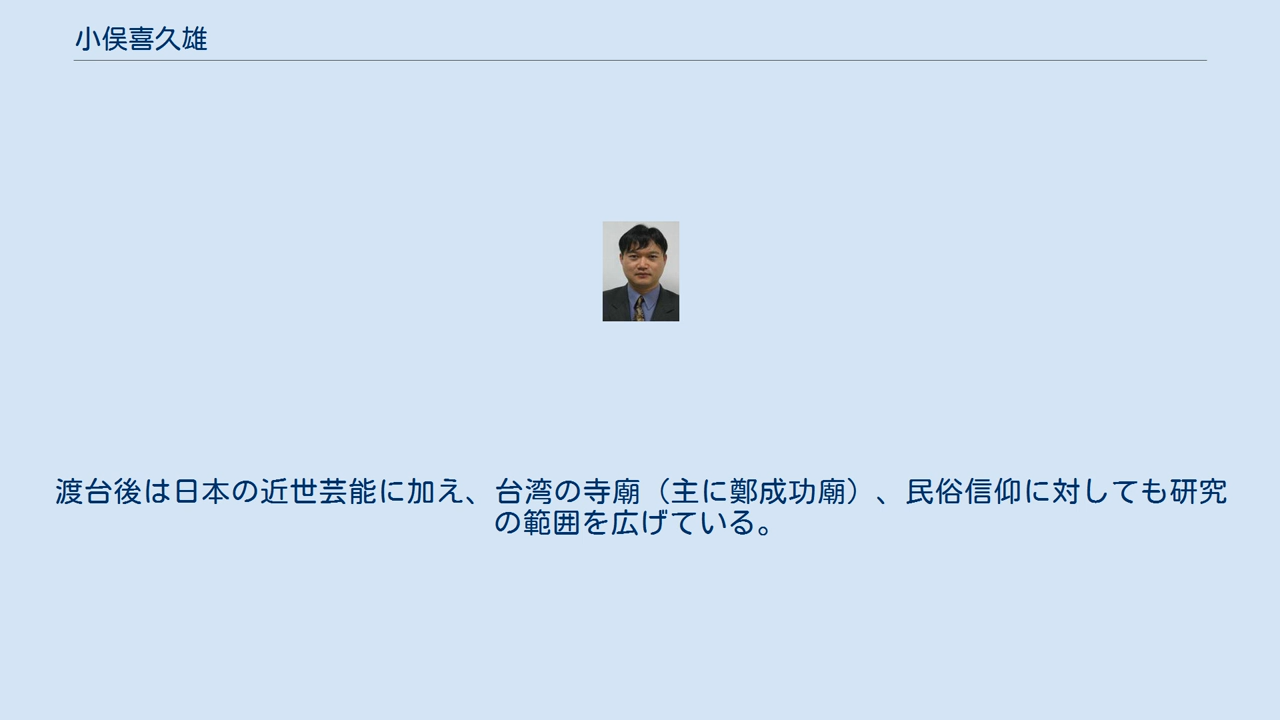 小俣喜久雄
渡台後は日本の近世芸能に加え、台湾の寺廟（主に鄭成功廟）、民俗信仰に対しても研究
の範囲を広げている。